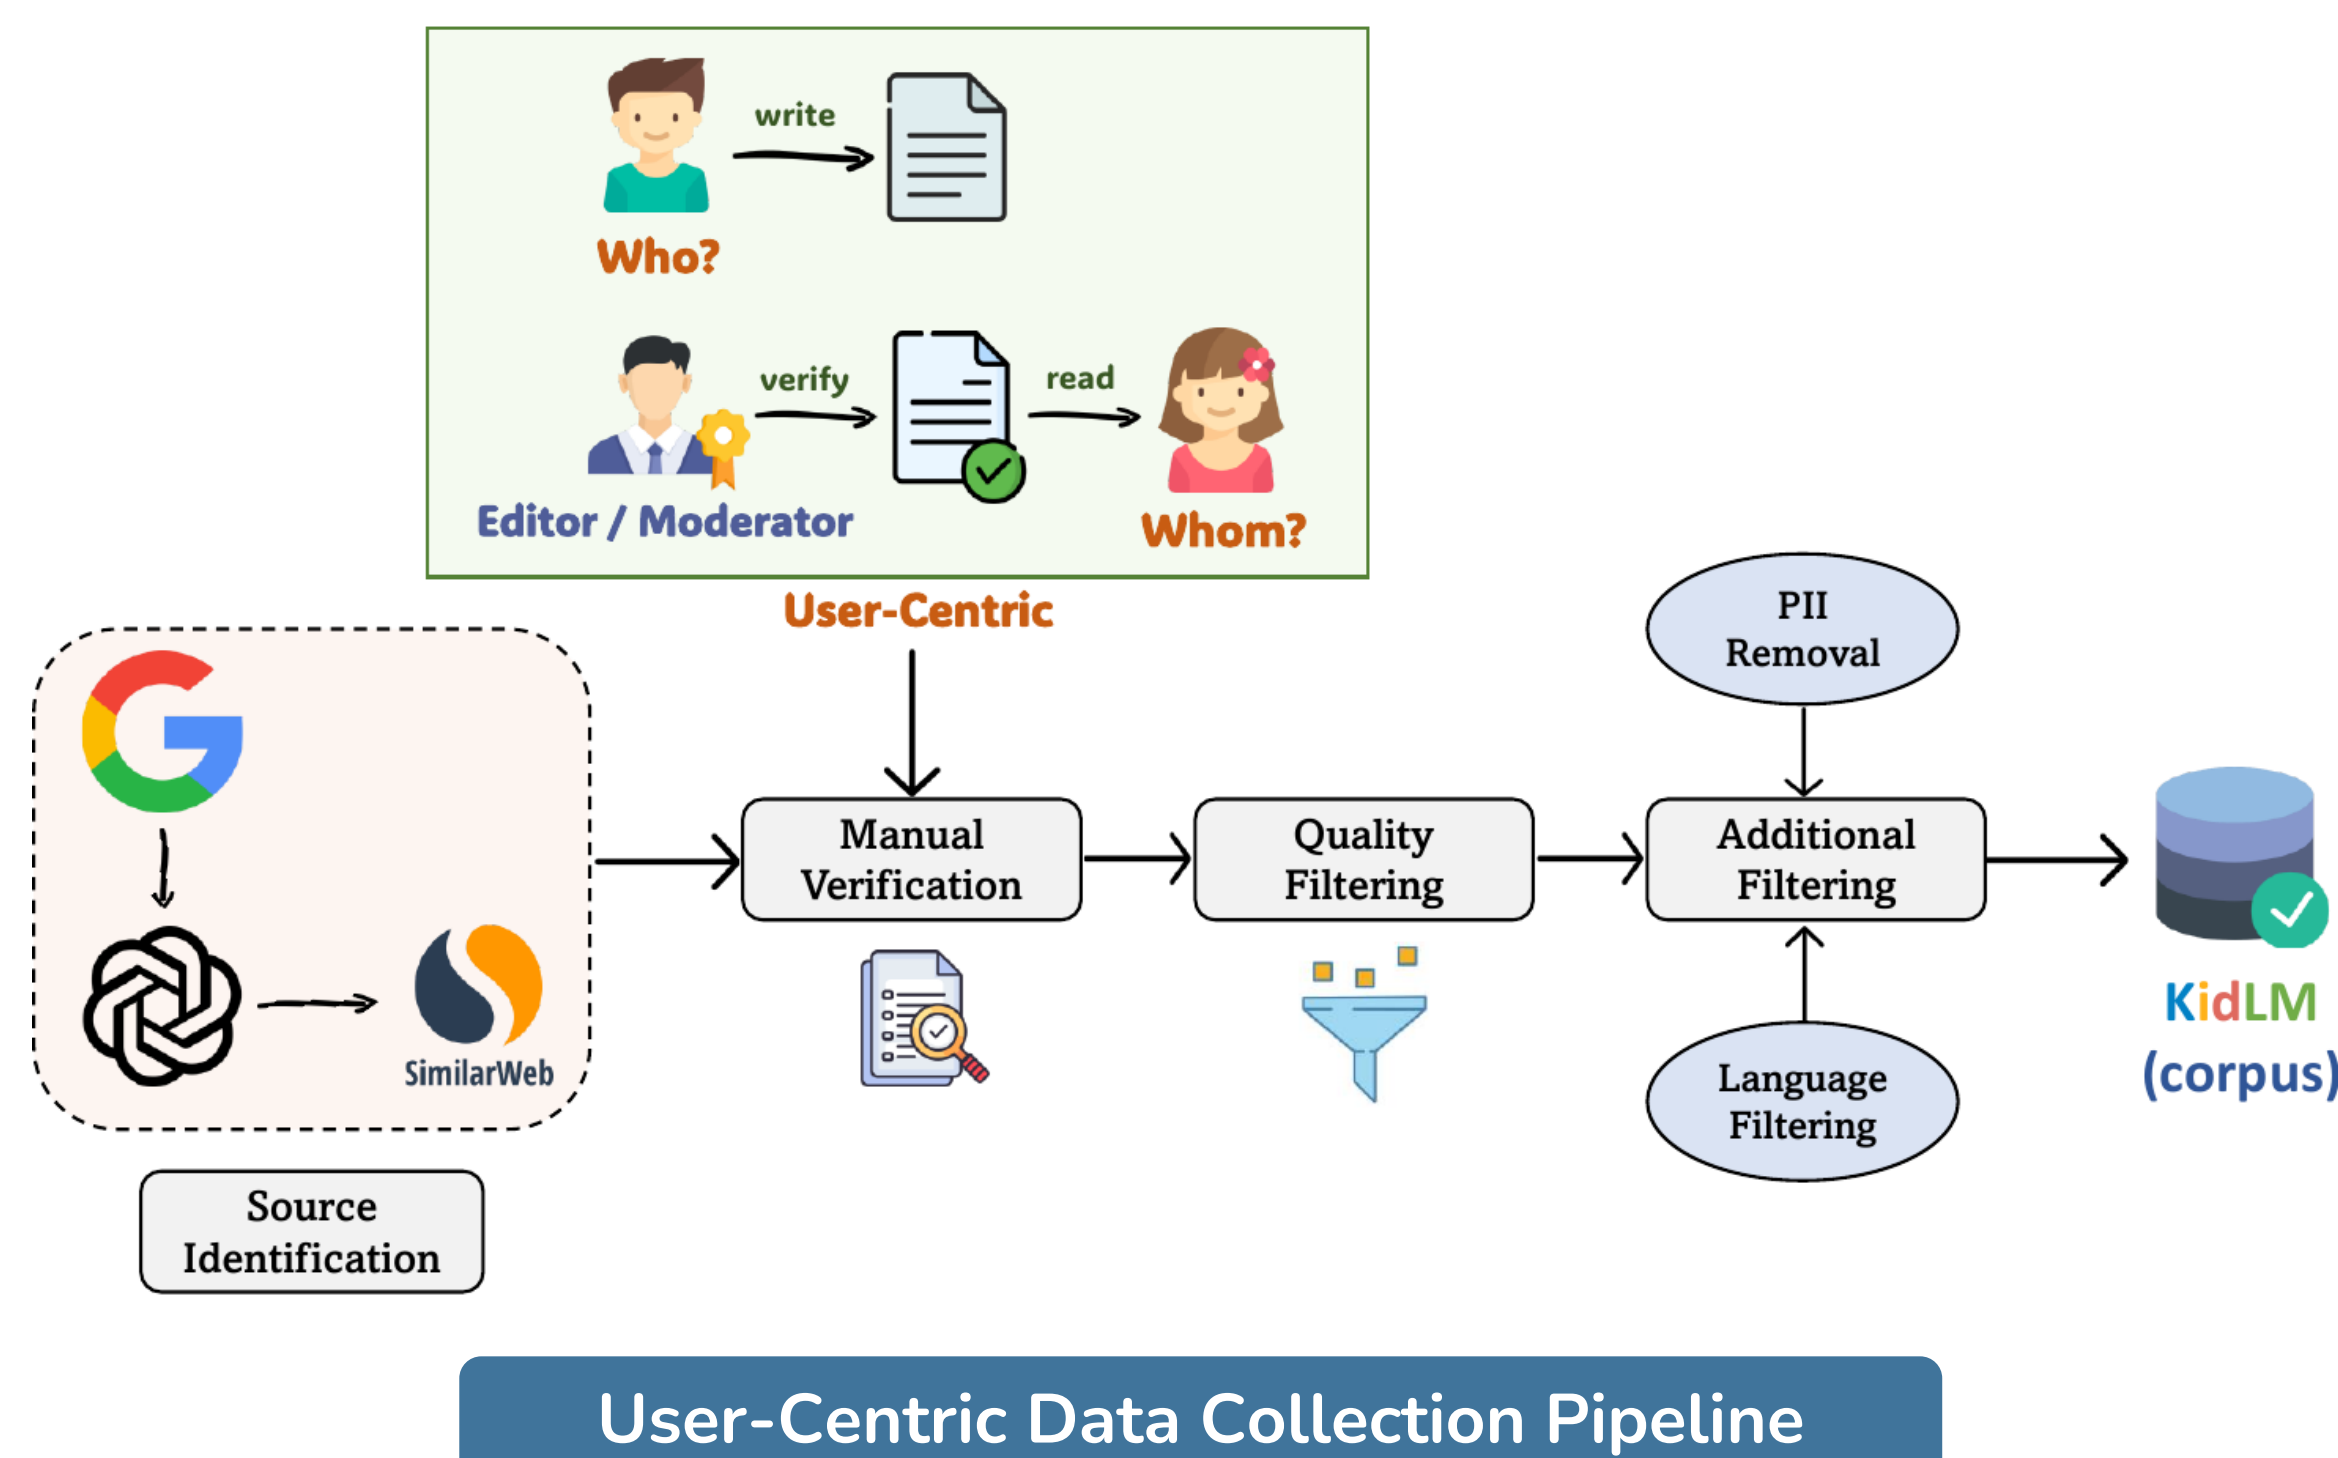 write
Who?
verify
read
Editor / Moderator
Whom?
User-Centric
PII
Removal
Manual
Verification
Quality
Filtering
Additional
Filtering
SimilarWeb
KidLM
(corpus)
Language
Filtering
Source
Identification
User-Centric Data Collection Pipeline